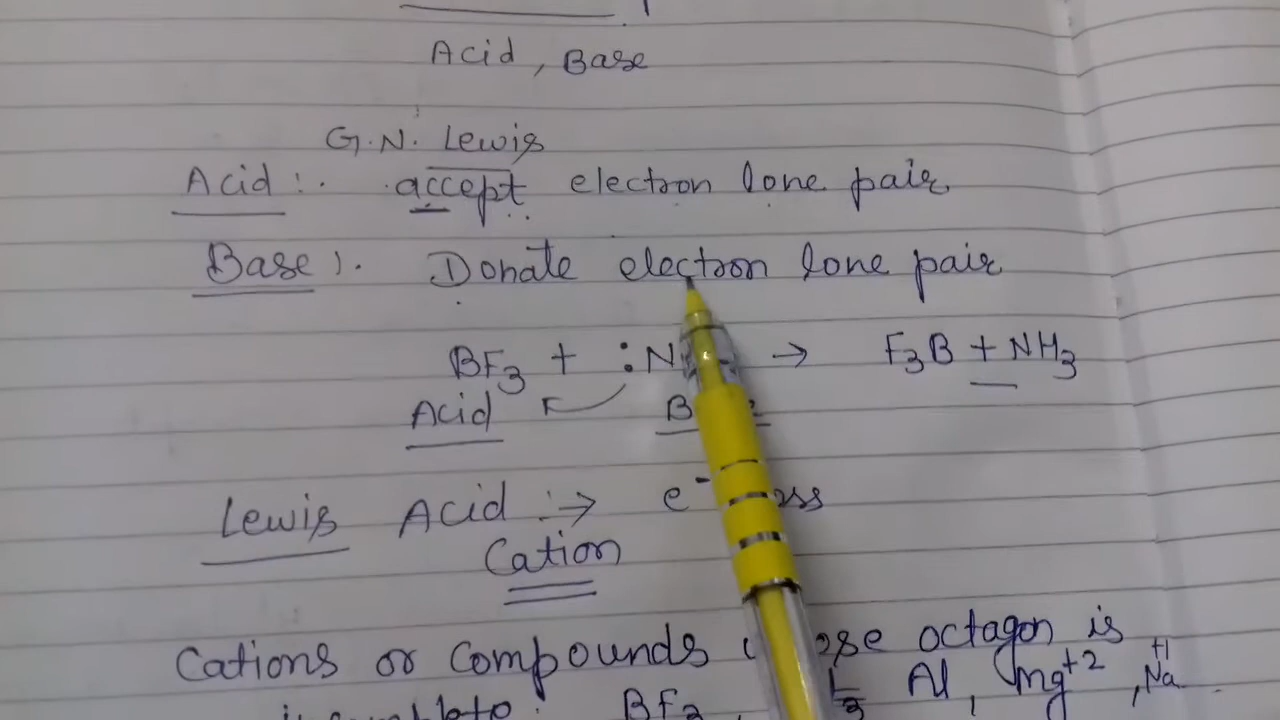 Acid, Base
G.N. Lewis
Acid :. accept electron lone pair
Base :. Donate electron lone pair
BF₃ + :N → F₃B + NH₃
Acid
Lewis Acid :→ e⁻
Cation
Cations or Compounds octagon is
BF₃, Al, Mg⁺², Na⁺¹